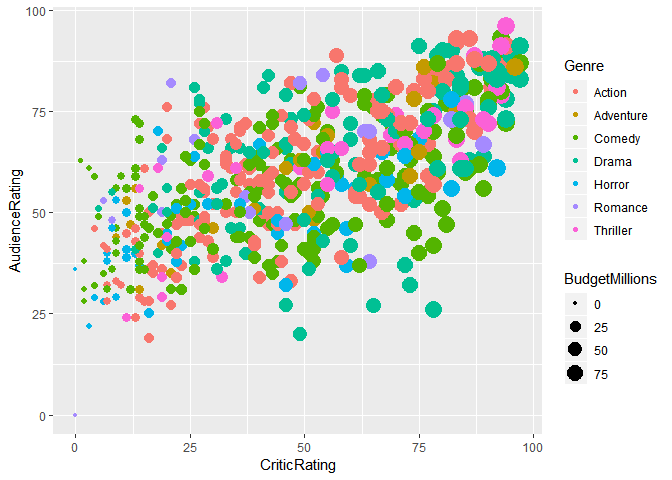 100
75
50
25
0
AudienceRating
0
25
50
75
100
CriticRating
Genre
Action
Adventure
Comedy
Drama
Horror
Romance
Thriller
BudgetMillions
0
25
50
75